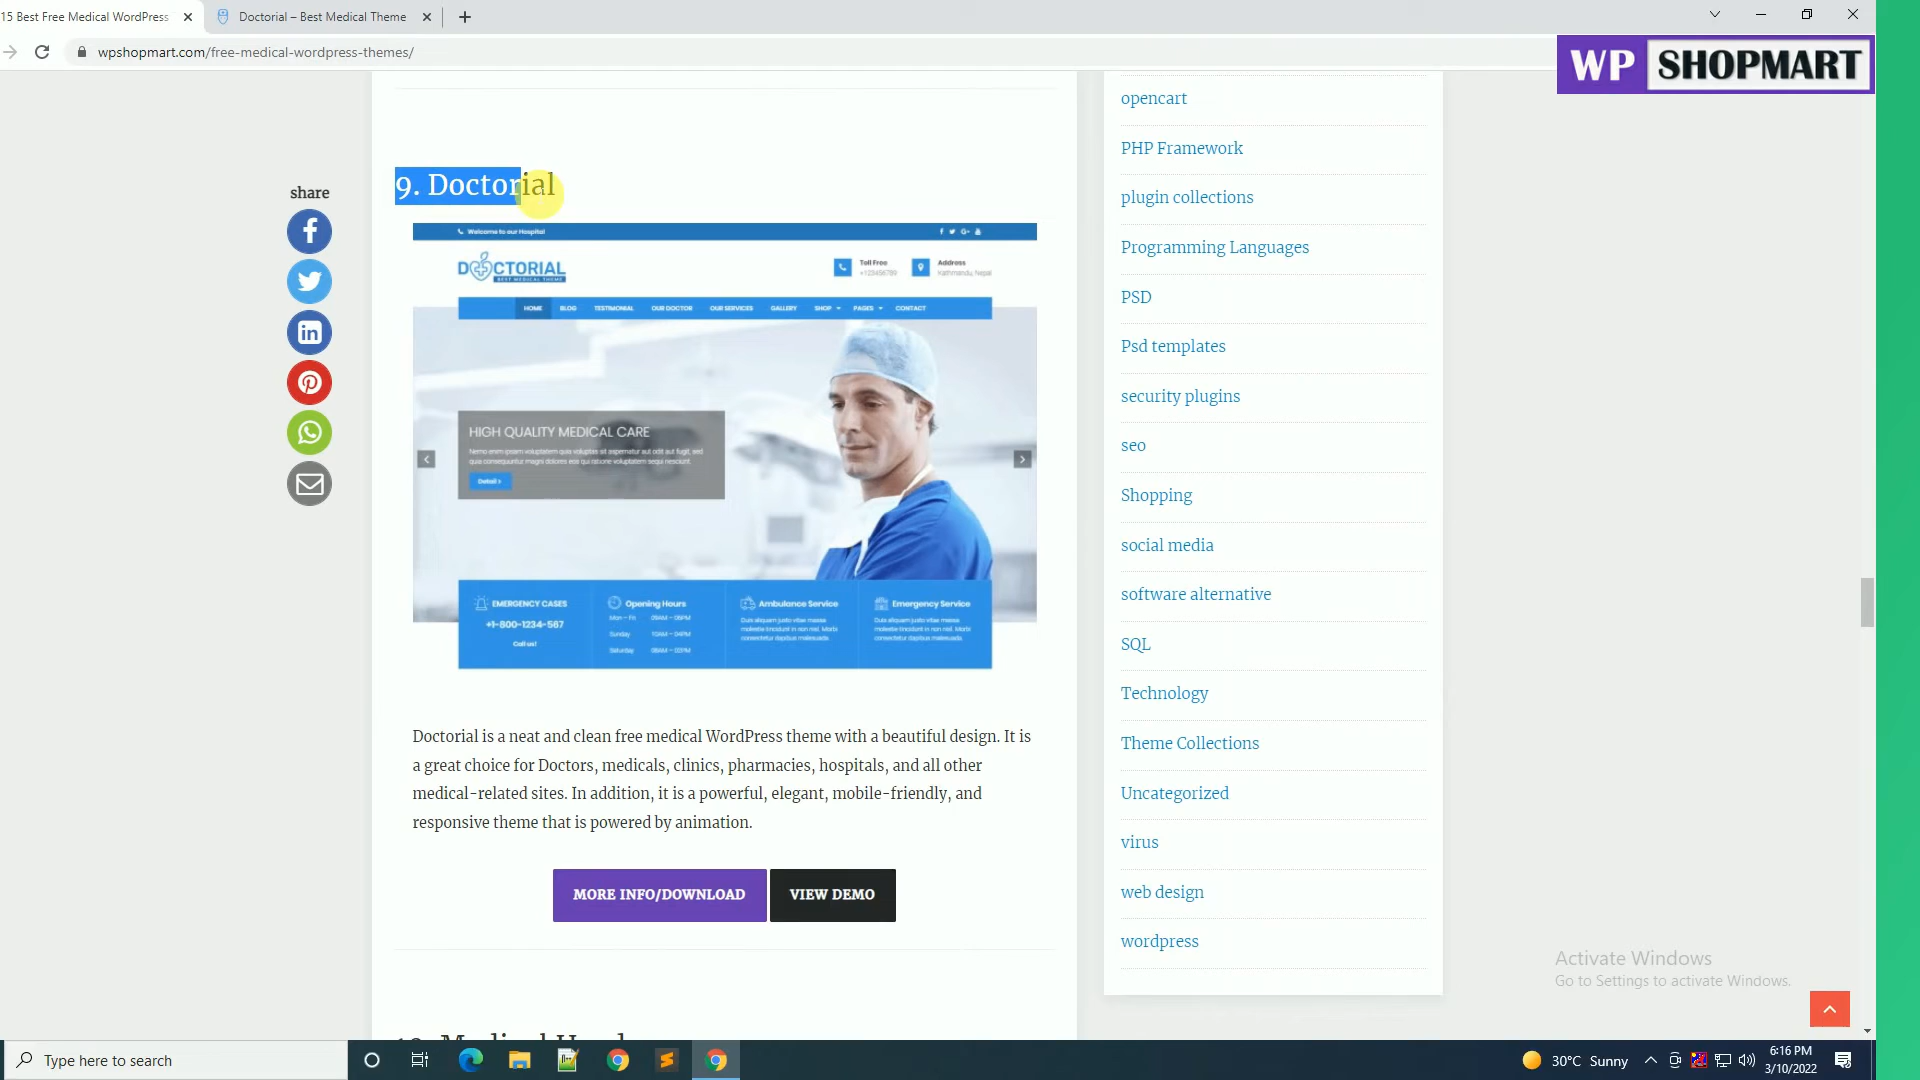 15 Best Free Medical WordPress
Doctorial – Best Medical Theme
wpshopmart.com/free-medical-wordpress-themes/
WP SHOPMART
share
9. Doctorial
Welcome to our Hospital
DOCTORIAL
BEST MEDICAL THEME
Toll Free
+123456789
Address
Kathmandu, Nepal
HOME BLOG TESTIMONIAL OUR DOCTOR OUR SERVICES GALLERY SHOP PAGES CONTACT
HIGH QUALITY MEDICAL CARE
Nemo enim ipsam voluptatem quia voluptas sit aspernatur aut odit aut fugit, sed
quia consequuntur magni dolores eos qui ratione voluptatem sequi nesciunt.
Detail >
EMERGENCY CASES
+1-800-1234-567
Call us!
Opening Hours
Mon – Fri 09AM – 05PM
Sunday 10AM – 04PM
Saturday 08AM – 02PM
Ambulance Service
Duis aliquam justo vitae massa
molestie tincidunt in non nisl. Morbi
consectetur dapibus malesuada.
Emergency Service
Duis aliquam justo vitae massa
molestie tincidunt in non nisl. Morbi
consectetur dapibus malesuada.
Doctorial is a neat and clean free medical WordPress theme with a beautiful design. It is
a great choice for Doctors, medicals, clinics, pharmacies, hospitals, and all other
medical-related sites. In addition, it is a powerful, elegant, mobile-friendly, and
responsive theme that is powered by animation.
MORE INFO/DOWNLOAD
VIEW DEMO
opencart
PHP Framework
plugin collections
Programming Languages
PSD
Psd templates
security plugins
seo
Shopping
social media
software alternative
SQL
Technology
Theme Collections
Uncategorized
virus
web design
wordpress
Activate Windows
Go to Settings to activate Windows.
Type here to search
30°C Sunny
6:16 PM
3/10/2022